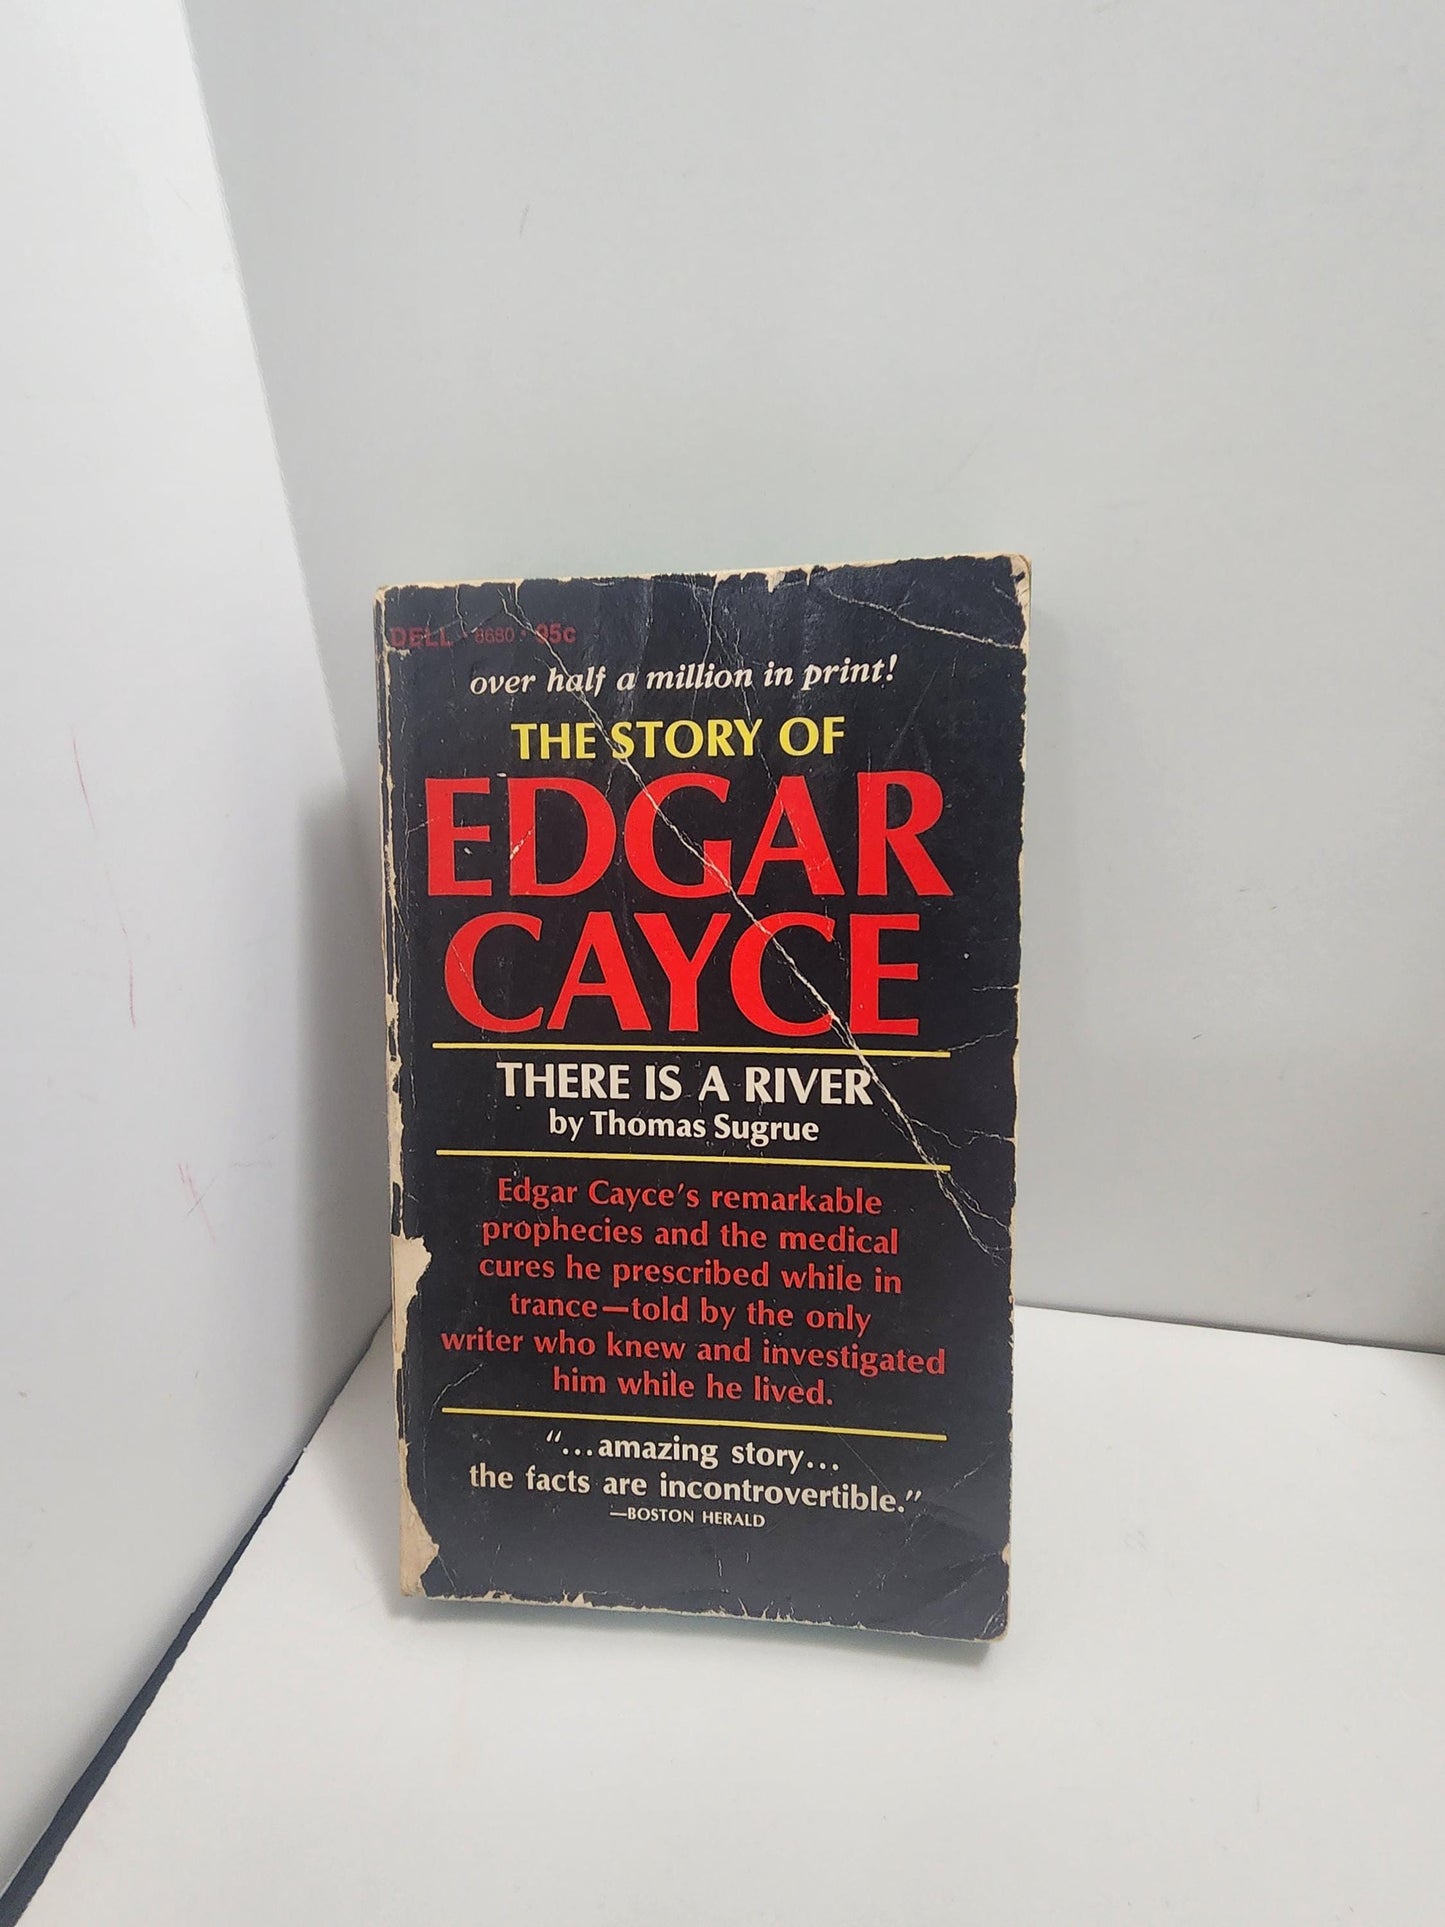 DELL • 8680 • 95c
over half a million in print!
THE STORY OF
EDGAR
CAYCE
THERE IS A RIVER
by Thomas Sugrue
Edgar Cayce's remarkable
prophecies and the medical
cures he prescribed while in
trance—told by the only
writer who knew and investigated
him while he lived.
"...amazing story...
the facts are incontrovertible."
—BOSTON HERALD